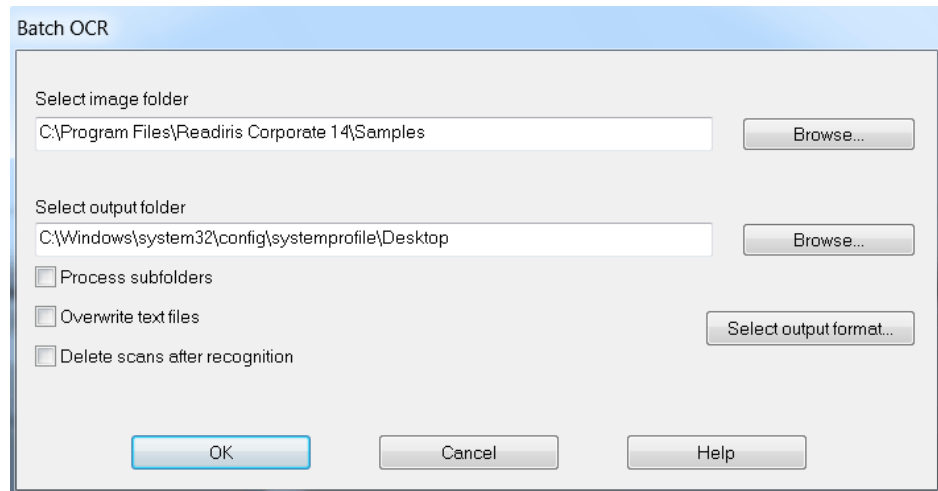 Batch OCR
Select image folder
C:\Program Files\Readiris Corporate 14\Samples
Browse...
Select output folder
C:\Windows\system32\config\systemprofile\Desktop
Browse...
Process subfolders
Overwrite text files
Select output format...
Delete scans after recognition
OK Cancel Help